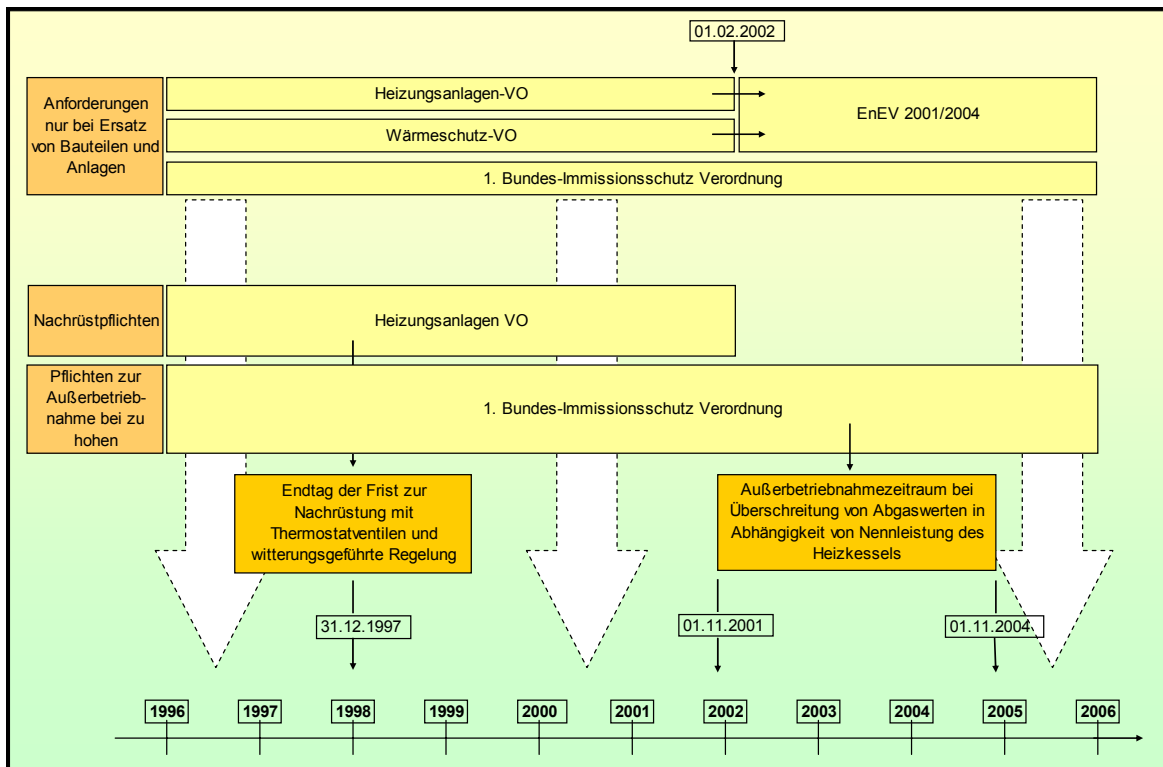 01.02.2002
Anforderungen
nur bei Ersatz
von Bauteilen und
Anlagen
Heizungsanlagen-VO
Wärmeschutz-VO
EnEV 2001/2004
1. Bundes-Immissionsschutz Verordnung
Nachrüstpflichten
Heizungsanlagen VO
Pflichten zur
Außerbetrieb-
nahme bei zu
hohen
1. Bundes-Immissionsschutz Verordnung
Endtag der Frist zur
Nachrüstung mit
Thermostatventilen und
witterungsgeführte Regelung
Außerbetriebnahmezeitraum bei
Überschreitung von Abgaswerten in
Abhängigkeit von Nennleistung des
Heizkessels
31.12.1997
01.11.2001
01.11.2004
1996
1997
1998
1999
2000
2001
2002
2003
2004
2005
2006